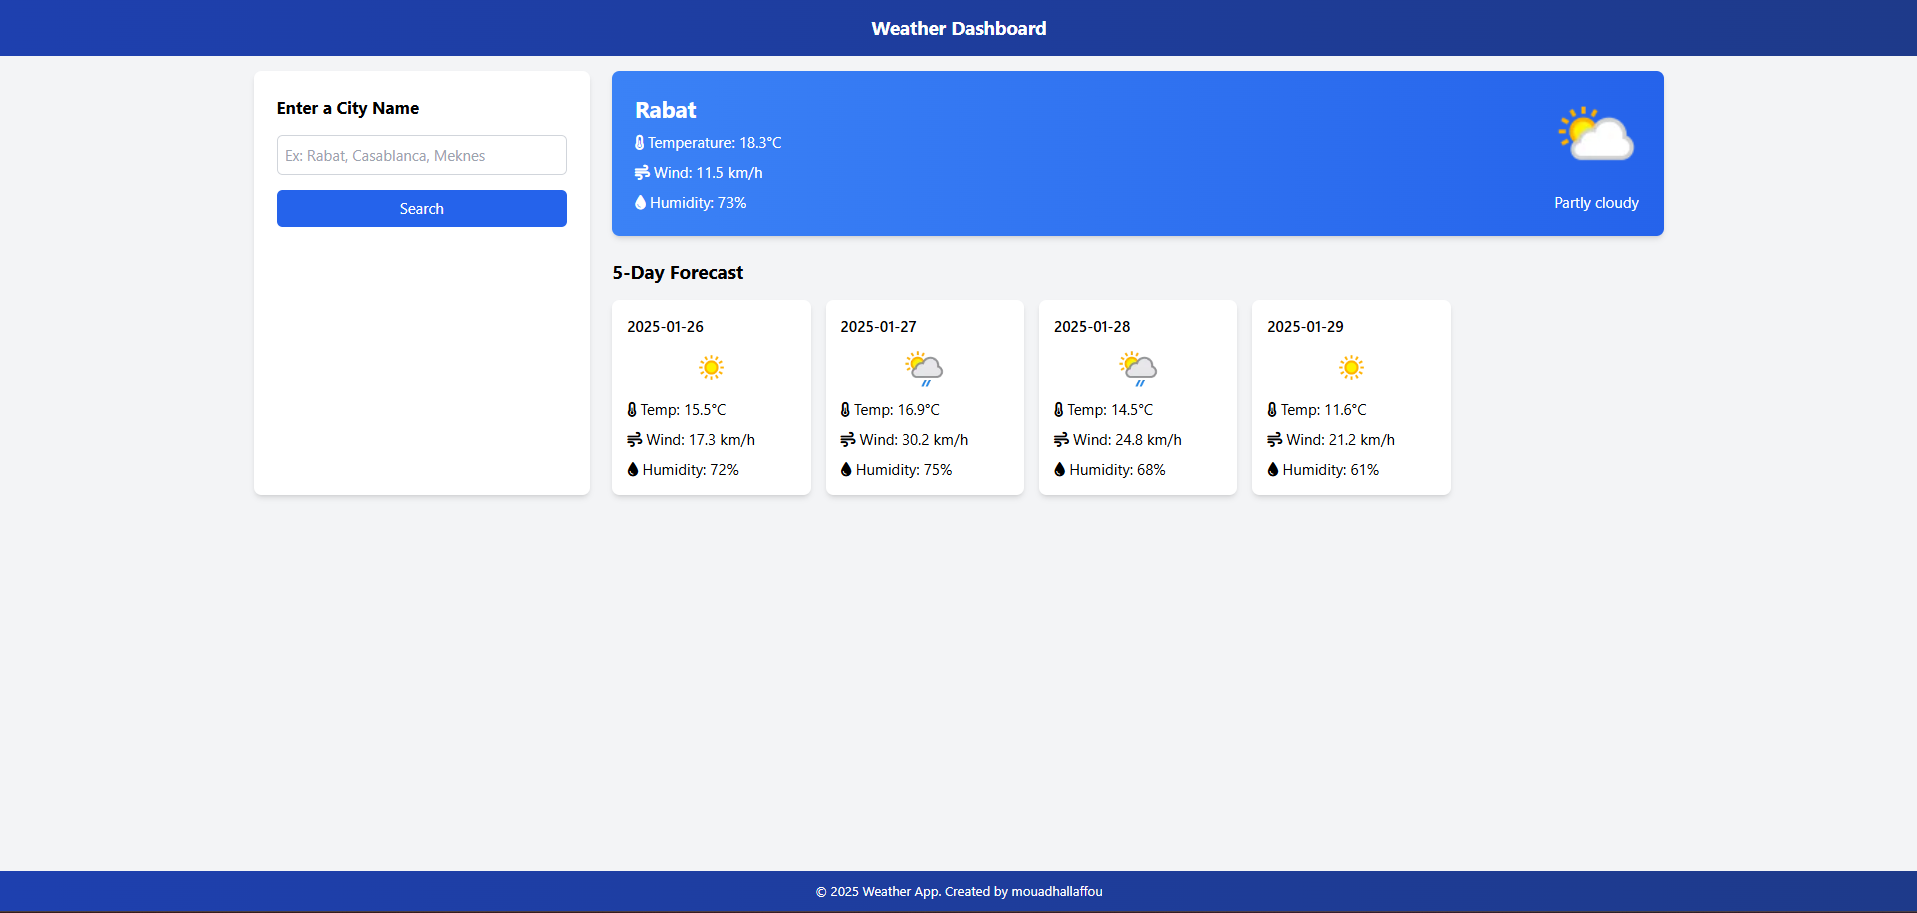 Weather Dashboard
Enter a City Name
Ex: Rabat, Casablanca, Meknes
Search
Rabat
Temperature: 18.3°C
Wind: 11.5 km/h
Humidity: 73%
Partly cloudy
5-Day Forecast
2025-01-26
Temp: 15.5°C
Wind: 17.3 km/h
Humidity: 72%
2025-01-27
Temp: 16.9°C
Wind: 30.2 km/h
Humidity: 75%
2025-01-28
Temp: 14.5°C
Wind: 24.8 km/h
Humidity: 68%
2025-01-29
Temp: 11.6°C
Wind: 21.2 km/h
Humidity: 61%
© 2025 Weather App. Created by mouadhallaffou